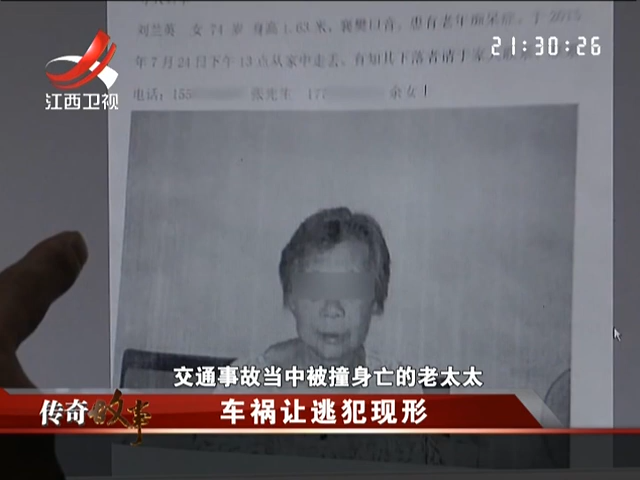 刘兰英 女 74 岁 身高 1.63 米，襄樊口音，患有老年痴呆症。于 2015
年 7 月 24 日下午 13 点从家中走丢。有知其下落者请于家
电话：155 张先生 177 余女
21:30:26
江西卫视
交通事故当中被撞身亡的老太太
传奇故事
车祸让逃犯现形